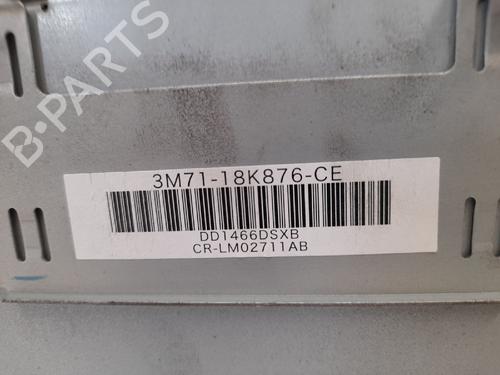 B-PARTS
3M71-18K876-CE
DD1466DSXB
CR-LM02711AB